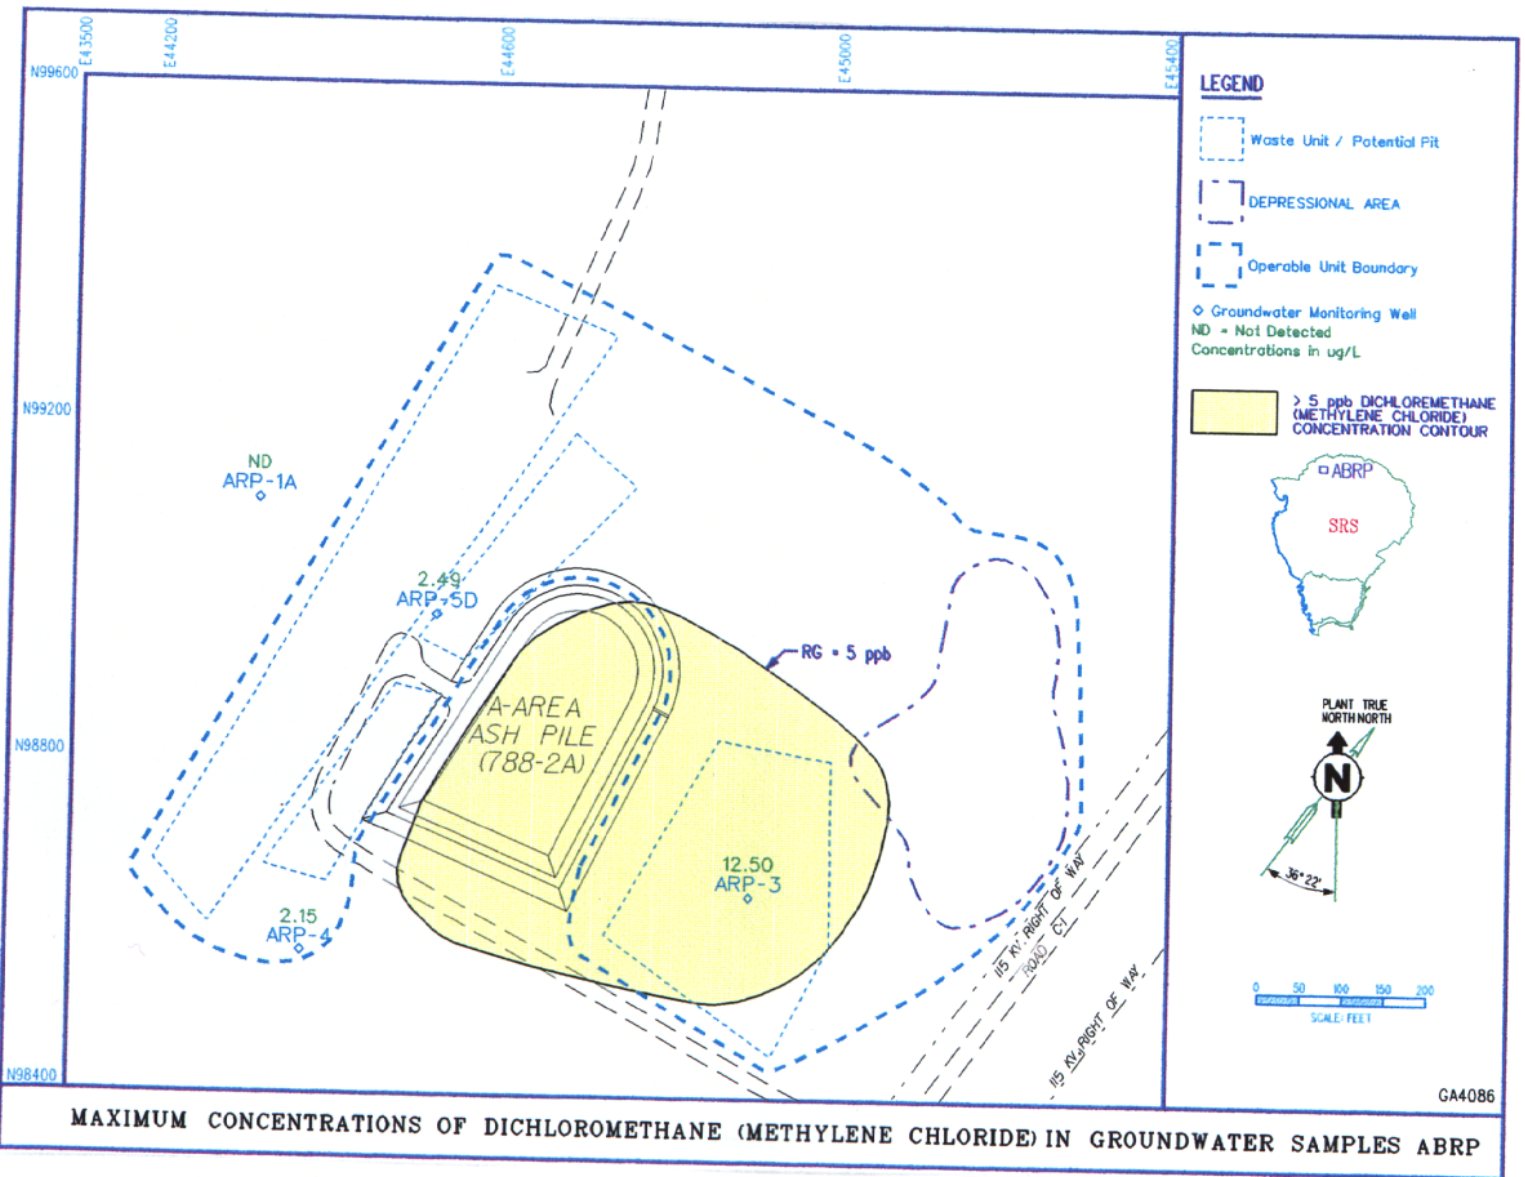 E43500
E44200
E44600
E45000
E45400
N99600
N99200
N98800
N98400
ND
ARP-1A
2.49
ARP-5D
RG = 5 ppb
A-AREA
ASH PILE
(788-2A)
12.50
ARP-3
2.15
ARP-4
115 KV. RIGHT OF WAY
ROAD C-1
115 KV. RIGHT OF WAY
LEGEND
Waste Unit / Potential Pit
DEPRESSIONAL AREA
Operable Unit Boundary
Groundwater Monitoring Well
ND = Not Detected
Concentrations in ug/L
> 5 ppb DICHLOREMETHANE
(METHYLENE CHLORIDE)
CONCENTRATION CONTOUR
ABRP
SRS
PLANT TRUE
NORTH NORTH
N
36°22'
0 50 100 150 200
SCALE: FEET
GA4086
MAXIMUM CONCENTRATIONS OF DICHLOROMETHANE (METHYLENE CHLORIDE) IN GROUNDWATER SAMPLES ABRP